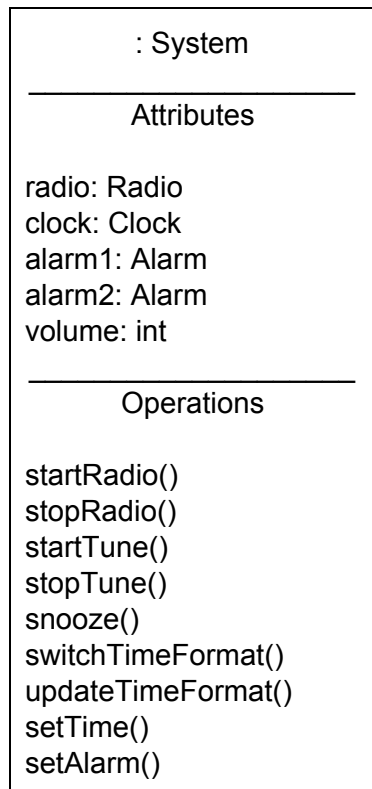 : System
Attributes
radio: Radio
clock: Clock
alarm1: Alarm
alarm2: Alarm
volume: int
Operations
startRadio()
stopRadio()
startTune()
stopTune()
snooze()
switchTimeFormat()
updateTimeFormat()
setTime()
setAlarm()